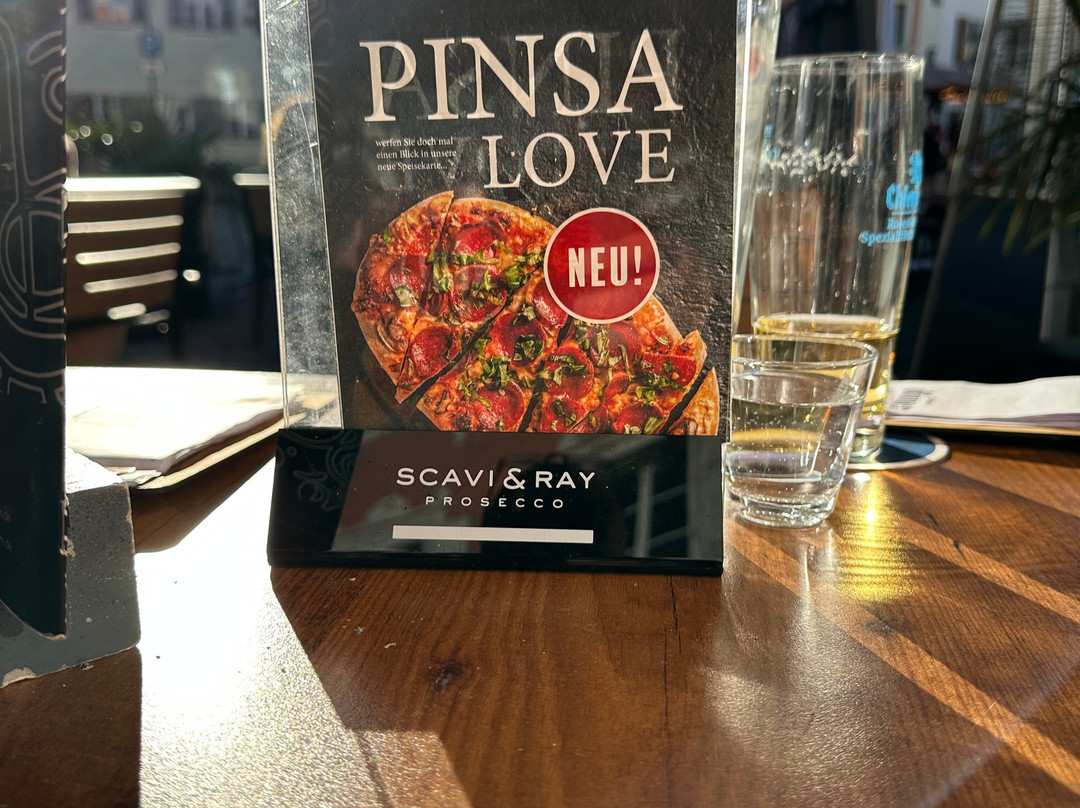 PINSA
LOVE
werfen Sie doch mal
einen Blick in unsere
neue Speisekarte...
NEU!
SCAVI & RAY
PROSECCO